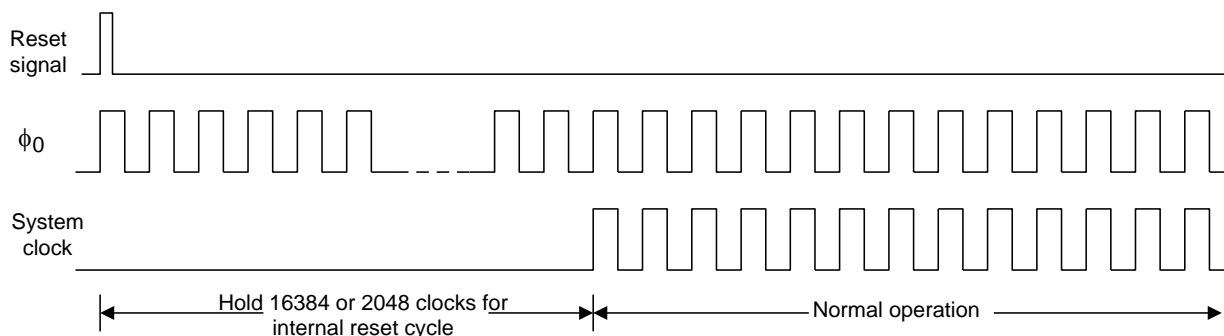 Reset
signal
ϕ0
System
clock
Hold 16384 or 2048 clocks for
internal reset cycle
Normal operation